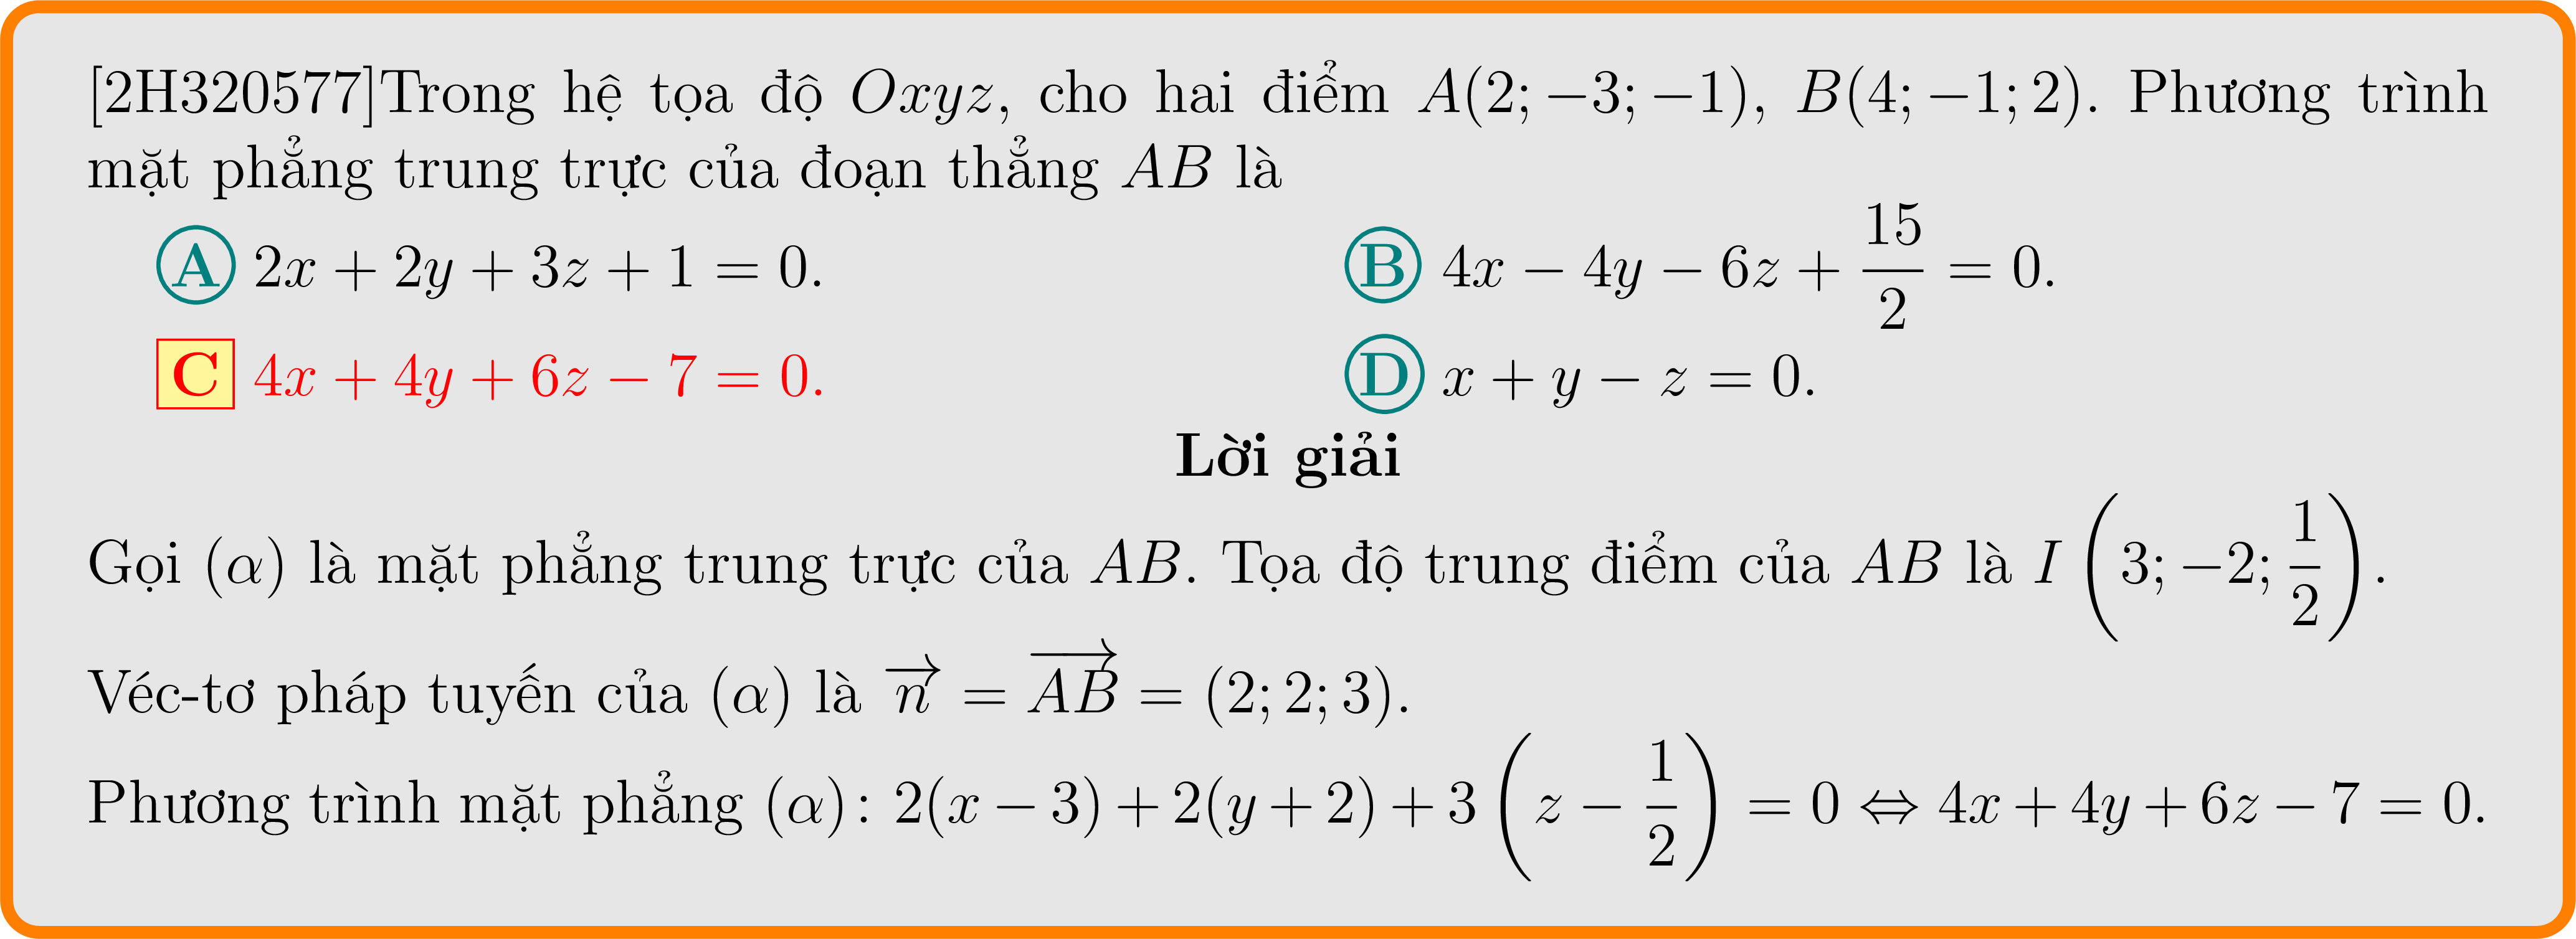 [2H320577]Trong hệ tọa độ Oxyz, cho hai điểm A(2; −3; −1), B(4; −1; 2). Phương trình
mặt phẳng trung trực của đoạn thẳng AB là
A 2x + 2y + 3z + 1 = 0.
B 4x − 4y − 6z + \frac{15}{2} = 0.
C 4x + 4y + 6z − 7 = 0.
D x + y − z = 0.
Lời giải
Gọi (α) là mặt phẳng trung trực của AB. Tọa độ trung điểm của AB là I \left(3; −2; \frac{1}{2}\right).
Véc-tơ pháp tuyến của (α) là \overrightarrow{n} = \overrightarrow{AB} = (2; 2; 3).
Phương trình mặt phẳng (α): 2(x − 3) + 2(y + 2) + 3 \left(z − \frac{1}{2}\right) = 0 ⇔ 4x + 4y + 6z − 7 = 0.